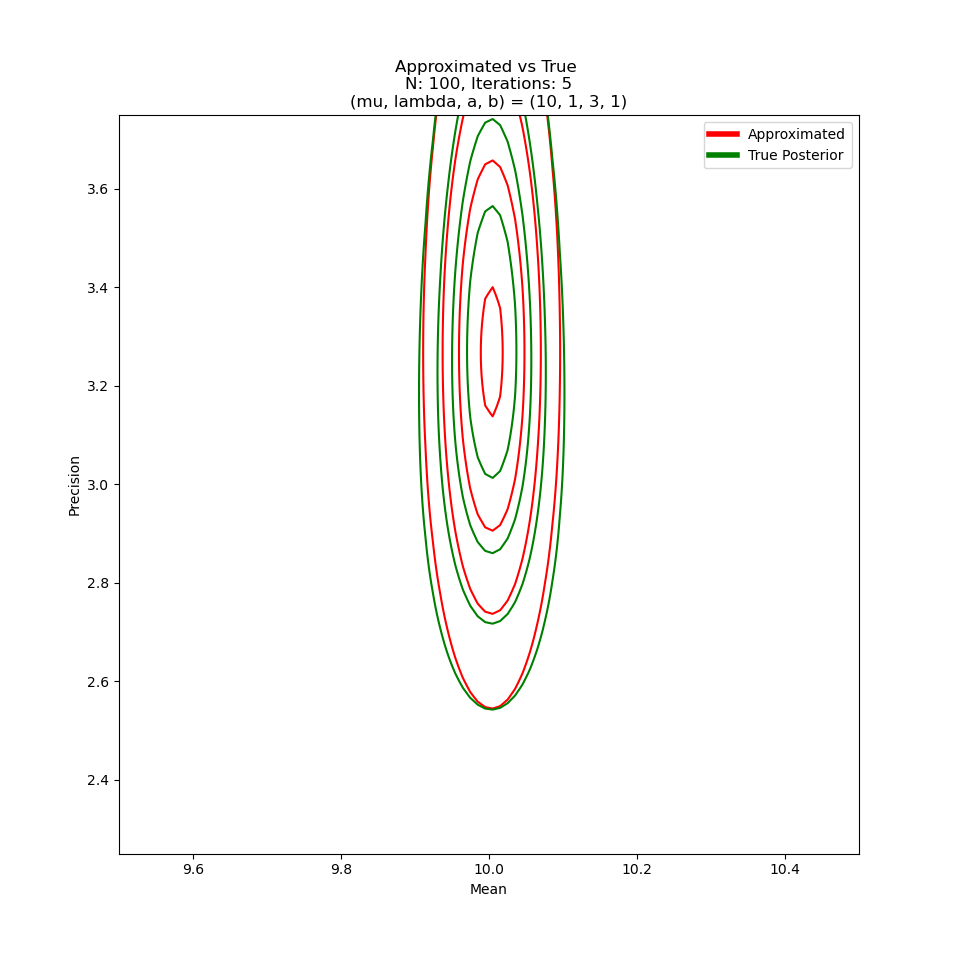 Approximated vs True
N: 100, Iterations: 5
(mu, lambda, a, b) = (10, 1, 3, 1)
Approximated
True Posterior
3.6
3.4
3.2
3.0
2.8
2.6
2.4
Precision
9.6
9.8
10.0
10.2
10.4
Mean